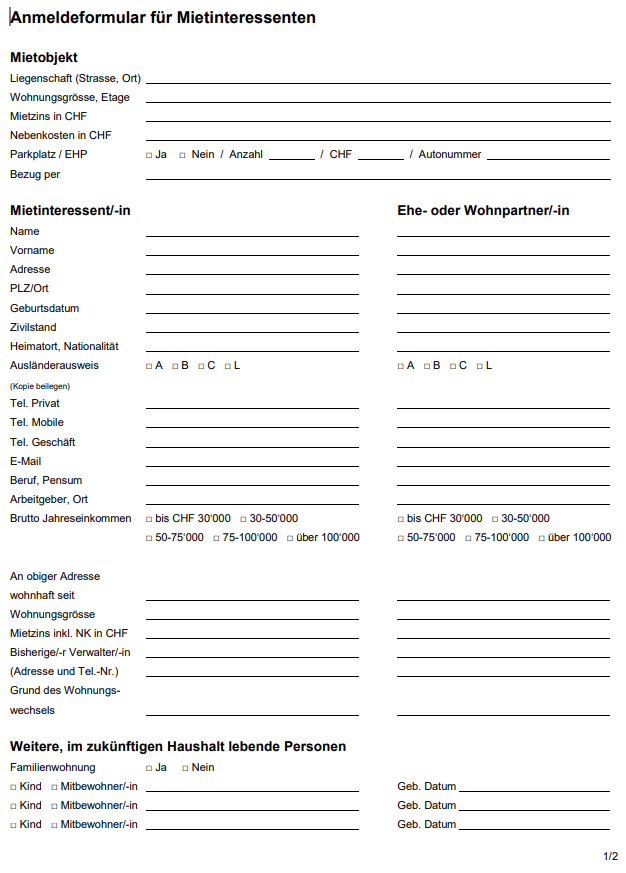 Anmeldeformular für Mietinteressenten
Mietobjekt
Liegenschaft (Strasse, Ort)
Wohnungsgrösse, Etage
Mietzins in CHF
Nebenkosten in CHF
Parkplatz / EHP □ Ja □ Nein / Anzahl / CHF / Autonummer
Bezug per
Mietinteressent/-in Ehe- oder Wohnpartner/-in
Name
Vorname
Adresse
PLZ/Ort
Geburtsdatum
Zivilstand
Heimatort, Nationalität
Ausländerausweis □ A □ B □ C □ L □ A □ B □ C □ L
(Kopie beilegen)
Tel. Privat
Tel. Mobile
Tel. Geschäft
E-Mail
Beruf, Pensum
Arbeitgeber, Ort
Brutto Jahreseinkommen □ bis CHF 30'000 □ 30-50'000 □ bis CHF 30'000 □ 30-50'000
□ 50-75'000 □ 75-100'000 □ über 100'000 □ 50-75'000 □ 75-100'000 □ über 100'000
An obiger Adresse
wohnhaft seit
Wohnungsgrösse
Mietzins inkl. NK in CHF
Bisherige/-r Verwalter/-in
(Adresse und Tel.-Nr.)
Grund des Wohnungs-
wechsels
Weitere, im zukünftigen Haushalt lebende Personen
Familienwohnung □ Ja □ Nein
□ Kind □ Mitbewohner/-in Geb. Datum
□ Kind □ Mitbewohner/-in Geb. Datum
□ Kind □ Mitbewohner/-in Geb. Datum
1/2